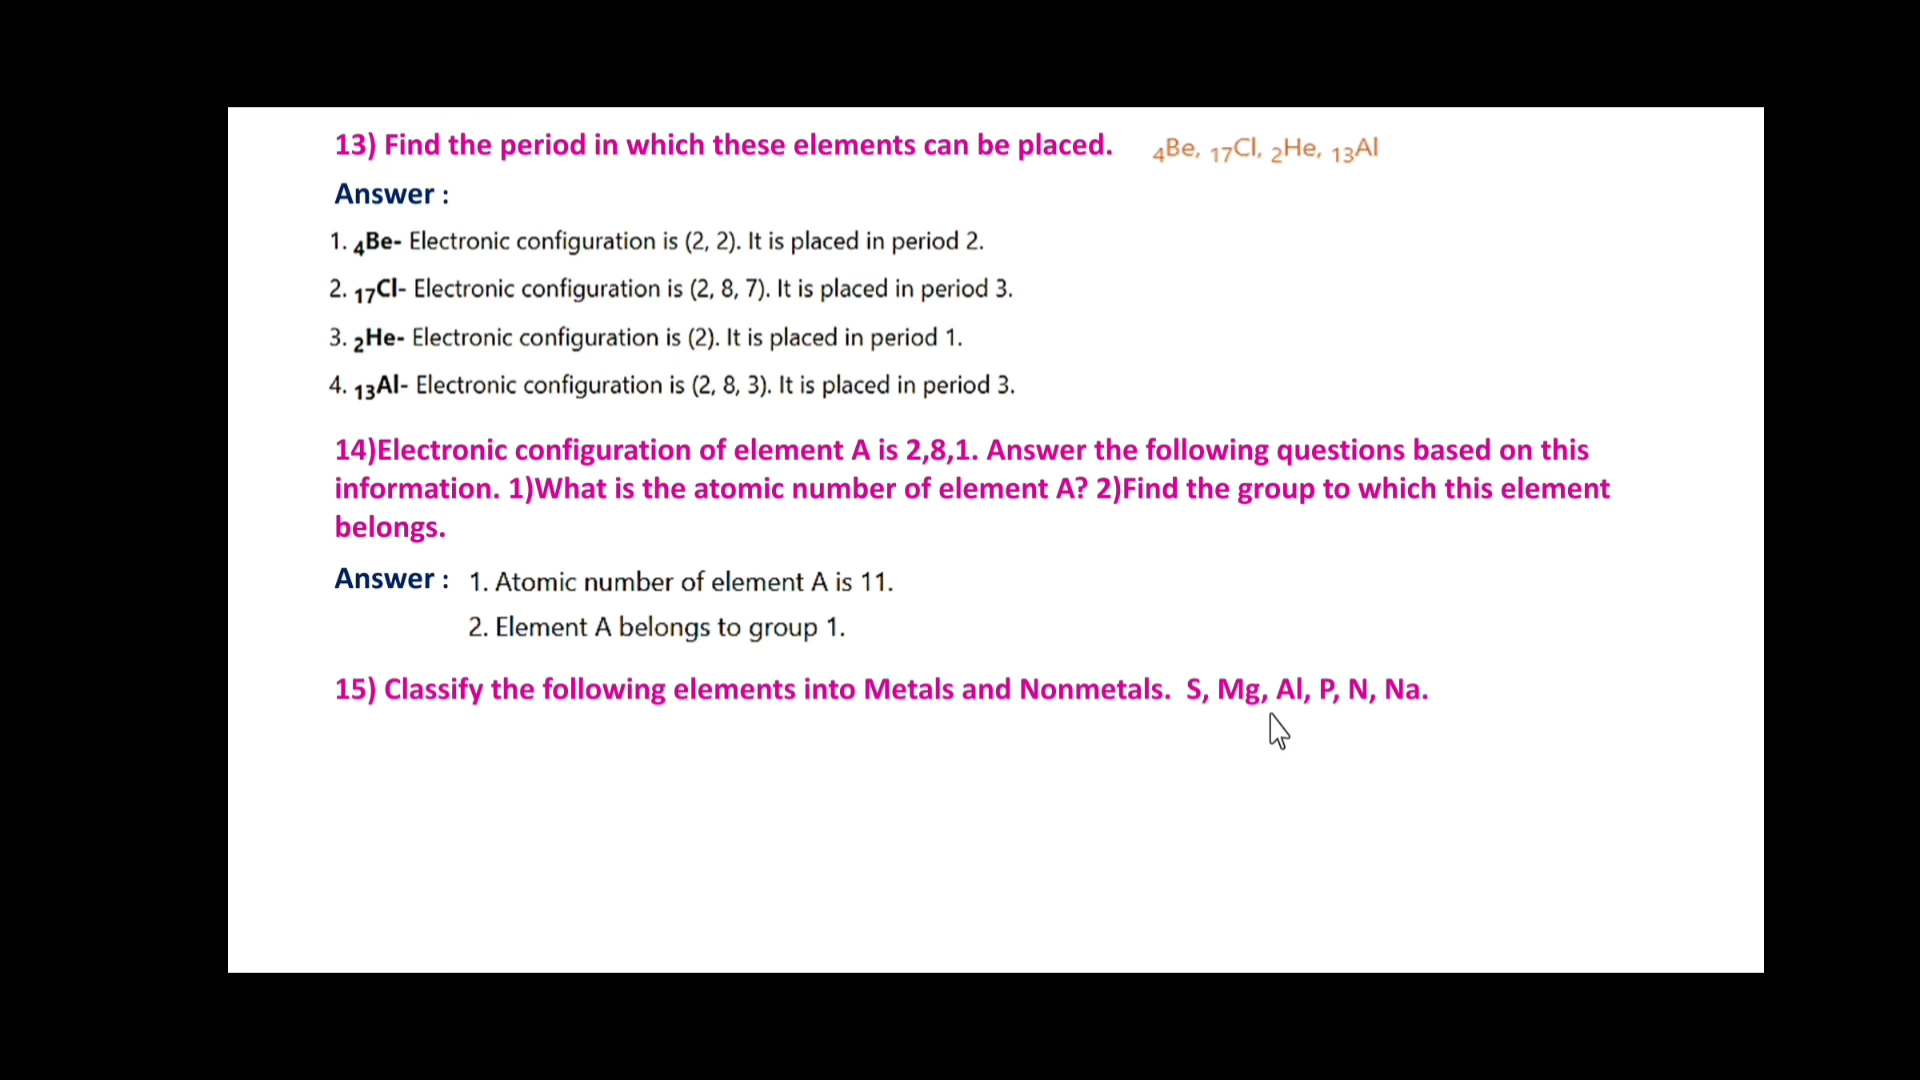 13) Find the period in which these elements can be placed. ₄Be, ₁₇Cl, ₂He, ₁₃Al
Answer :
1. ₄Be- Electronic configuration is (2, 2). It is placed in period 2.
2. ₁₇Cl- Electronic configuration is (2, 8, 7). It is placed in period 3.
3. ₂He- Electronic configuration is (2). It is placed in period 1.
4. ₁₃Al- Electronic configuration is (2, 8, 3). It is placed in period 3.
14)Electronic configuration of element A is 2,8,1. Answer the following questions based on this
information. 1)What is the atomic number of element A? 2)Find the group to which this element
belongs.
Answer : 1. Atomic number of element A is 11.
2. Element A belongs to group 1.
15) Classify the following elements into Metals and Nonmetals. S, Mg, Al, P, N, Na.